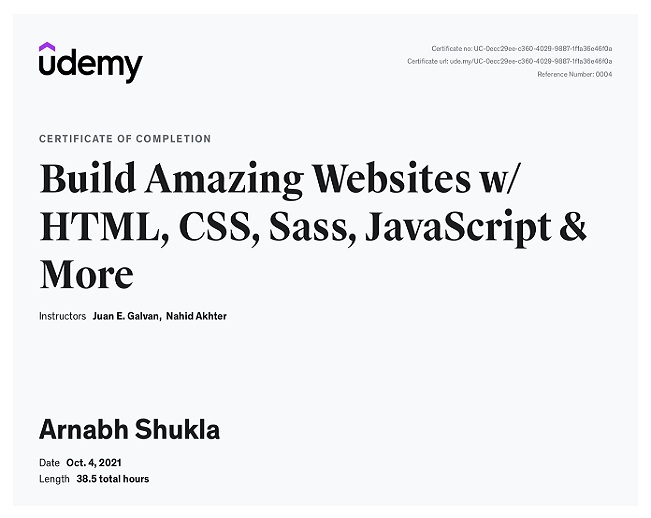 udemy
Certificate no: UC-0ecc29ee-c360-4029-9887-1f1a36e46f0a
Certificate url: ude.my/UC-0ecc29ee-c360-4029-9887-1f1a36e46f0a
Reference Number: 0004
CERTIFICATE OF COMPLETION
Build Amazing Websites w/
HTML, CSS, Sass, JavaScript &
More
Instructors Juan E. Galvan, Nahid Akhter
Arnabh Shukla
Date Oct. 4, 2021
Length 38.5 total hours